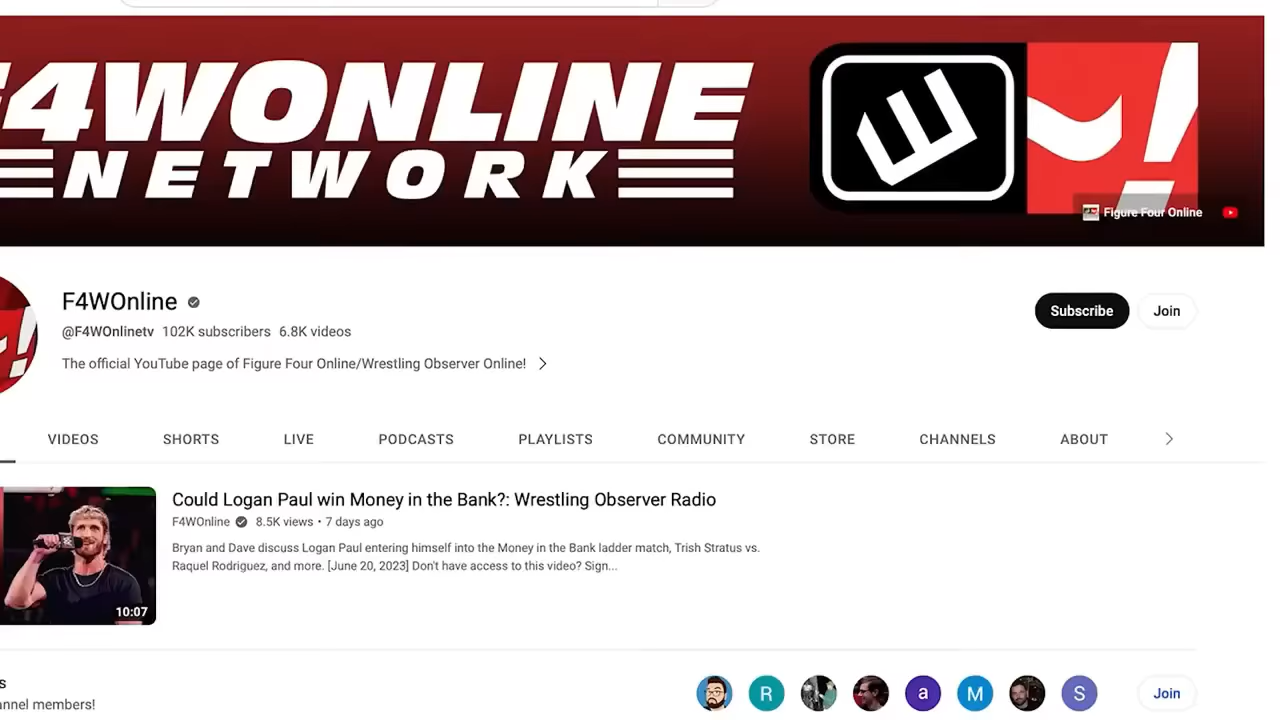 F4WONLINE
NETWORK
Figure Four Online
F4WOnline
@F4WOnlinetv 102K subscribers 6.8K videos
The official YouTube page of Figure Four Online/Wrestling Observer Online!
VIDEOS SHORTS LIVE PODCASTS PLAYLISTS COMMUNITY STORE CHANNELS ABOUT
Subscribe Join
Could Logan Paul win Money in the Bank?: Wrestling Observer Radio
F4WOnline 8.5K views • 7 days ago
Bryan and Dave discuss Logan Paul entering himself into the Money in the Bank ladder match, Trish Stratus vs.
Raquel Rodriguez, and more. [June 20, 2023] Don't have access to this video? Sign...
10:07
s
R a M S
Join
annel members!